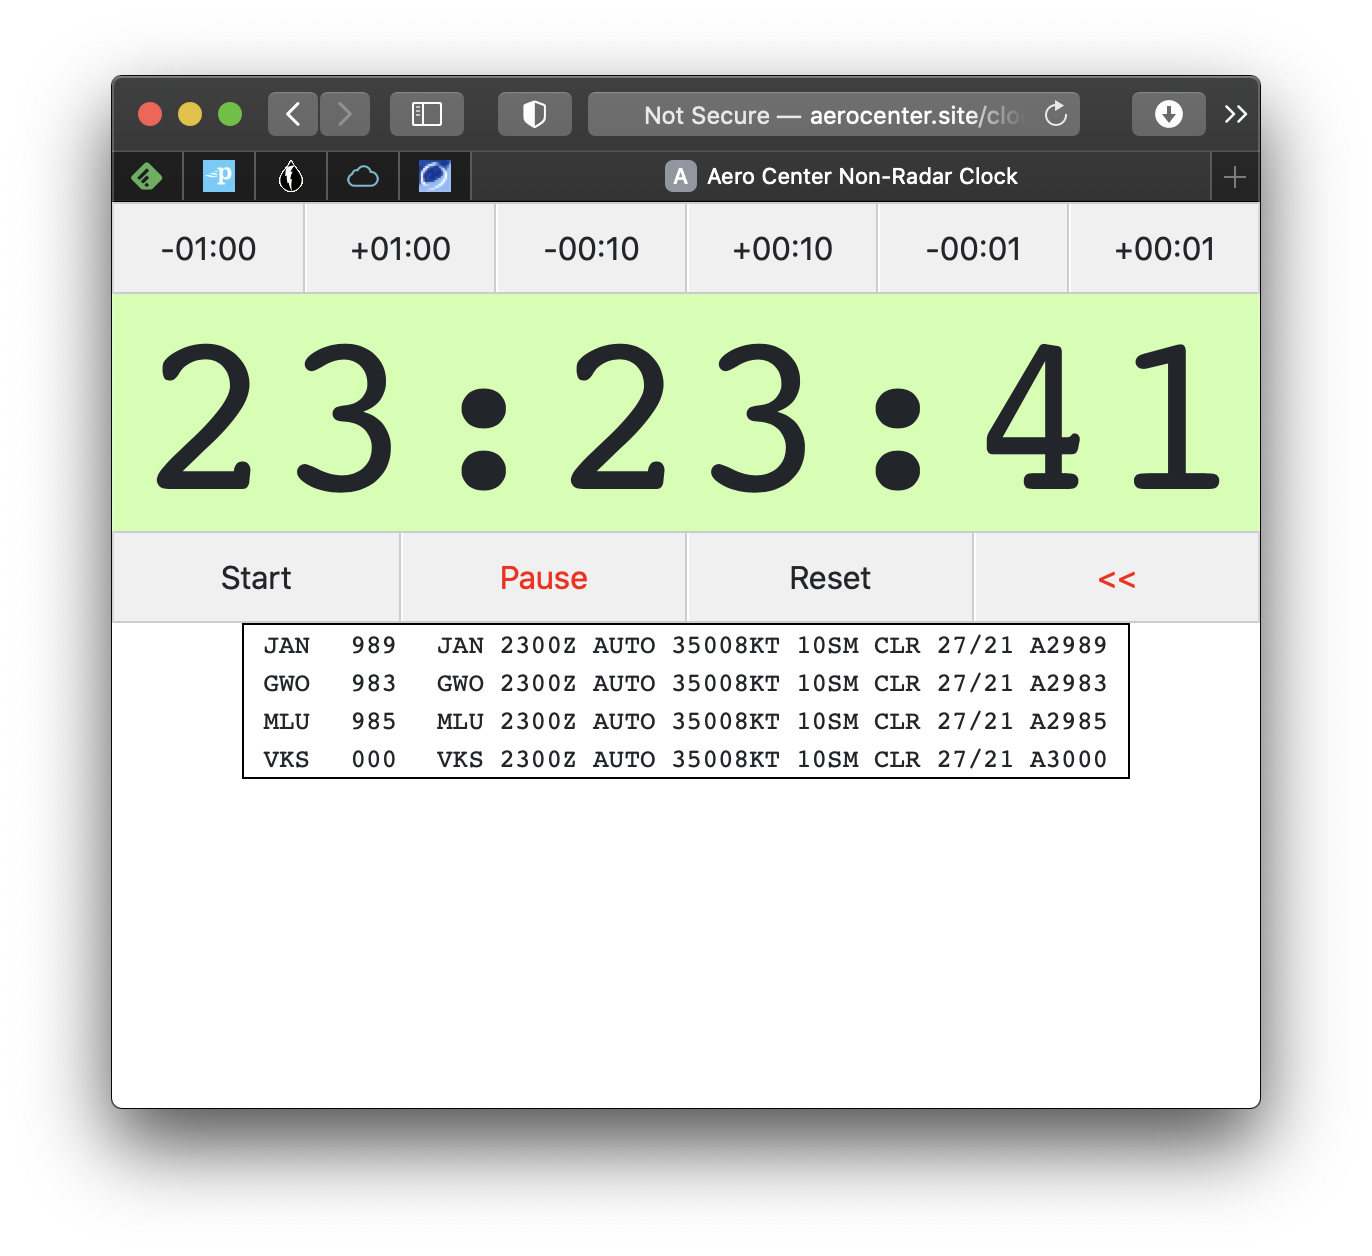 Not Secure — aerocenter.site/clo
A Aero Center Non-Radar Clock
-01:00 +01:00 -00:10 +00:10 -00:01 +00:01
23:23:41
Start Pause Reset <<
JAN 989 JAN 2300Z AUTO 35008KT 10SM CLR 27/21 A2989
GWO 983 GWO 2300Z AUTO 35008KT 10SM CLR 27/21 A2983
MLU 985 MLU 2300Z AUTO 35008KT 10SM CLR 27/21 A2985
VKS 000 VKS 2300Z AUTO 35008KT 10SM CLR 27/21 A3000